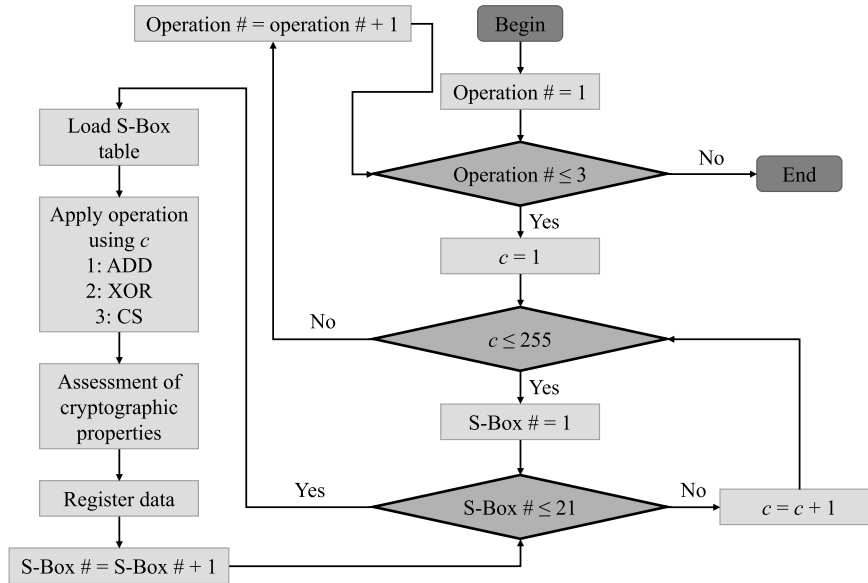 Operation # = operation # + 1
Begin
Operation # = 1
Load S-Box
table
Operation # ≤ 3
No
End
Yes
Apply operation
using c
1: ADD
2: XOR
3: CS
c = 1
No
c ≤ 255
Yes
Assessment of
cryptographic
properties
S-Box # = 1
Register data
Yes
S-Box # ≤ 21
No
c = c + 1
S-Box # = S-Box # + 1